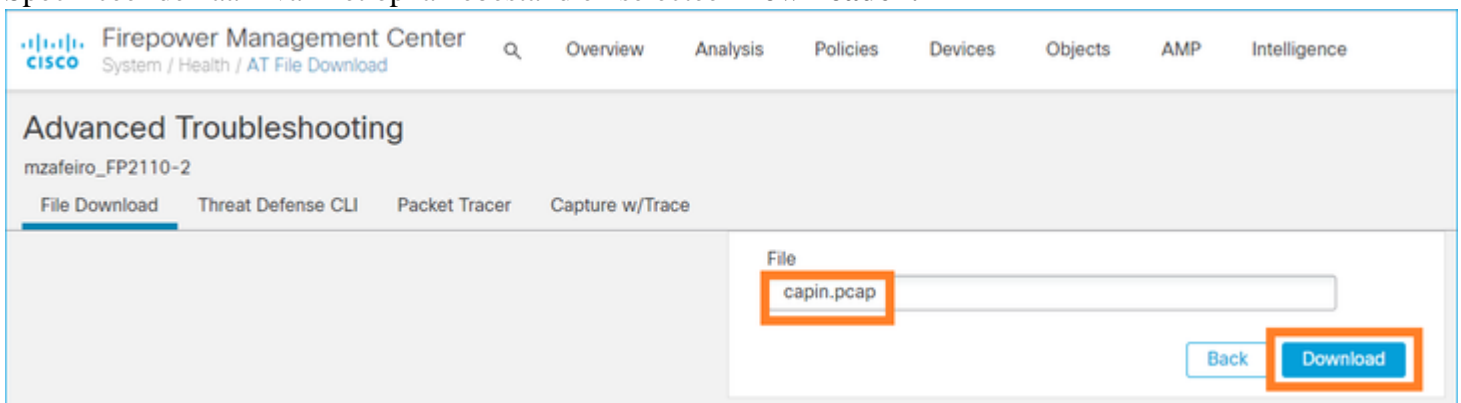 Firepower Management Center
CISCO
System / Health / AT File Download
Overview
Analysis
Policies
Devices
Objects
AMP
Intelligence
Advanced Troubleshooting
mzafeiro_FP2110-2
File Download
Threat Defense CLI
Packet Tracer
Capture w/Trace
File
capin.pcap
Back
Download